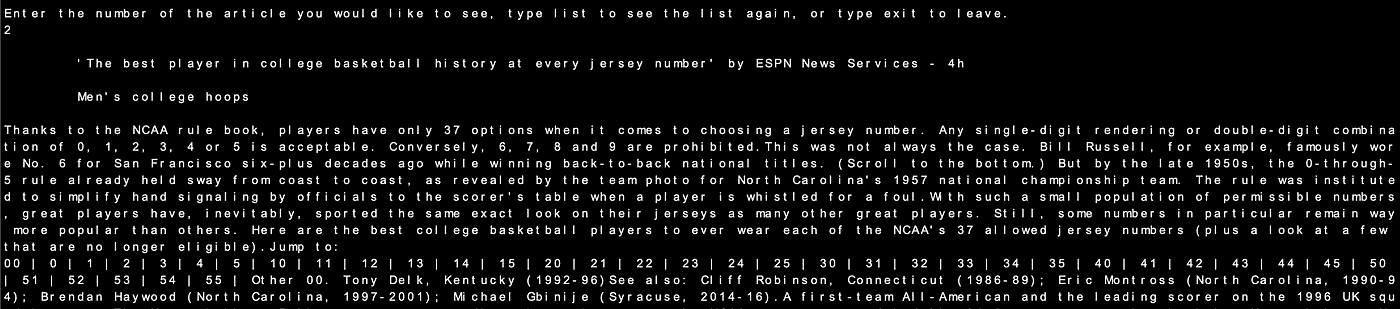 Enter the number of the article you would like to see, type list to see the list again, or type exit to leave.
2
'The best player in college basketball history at every jersey number' by ESPN News Services - 4h
Men's college hoops
Thanks to the NCAA rule book, players have only 37 options when it comes to choosing a jersey number. Any single-digit rendering or double-digit combina
tion of 0, 1, 2, 3, 4 or 5 is acceptable. Conversely, 6, 7, 8 and 9 are prohibited.This was not always the case. Bill Russell, for example, famously wor
e No. 6 for San Francisco six-plus decades ago while winning back-to-back national titles. (Scroll to the bottom.) But by the late 1950s, the 0-through-
5 rule already held sway from coast to coast, as revealed by the team photo for North Carolina's 1957 national championship team. The rule was institute
d to simplify hand signaling by officials to the scorer's table when a player is whistled for a foul.With such a small population of permissible numbers
, great players have, inevitably, sported the same exact look on their jerseys as many other great players. Still, some numbers in particular remain way
more popular than others. Here are the best college basketball players to ever wear each of the NCAA's 37 allowed jersey numbers (plus a look at a few
that are no longer eligible).Jump to:
00 | 0 | 1 | 2 | 3 | 4 | 5 | 10 | 11 | 12 | 13 | 14 | 15 | 20 | 21 | 22 | 23 | 24 | 25 | 30 | 31 | 32 | 33 | 34 | 35 | 40 | 41 | 42 | 43 | 44 | 45 | 50
| 51 | 52 | 53 | 54 | 55 | Other 00. Tony Delk, Kentucky (1992-96)See also: Cliff Robinson, Connecticut (1986-89); Eric Montross (North Carolina, 1990-9
4); Brendan Haywood (North Carolina, 1997-2001); Michael Gbinije (Syracuse, 2014-16).A first-team All-American and the leading scorer on the 1996 UK squ